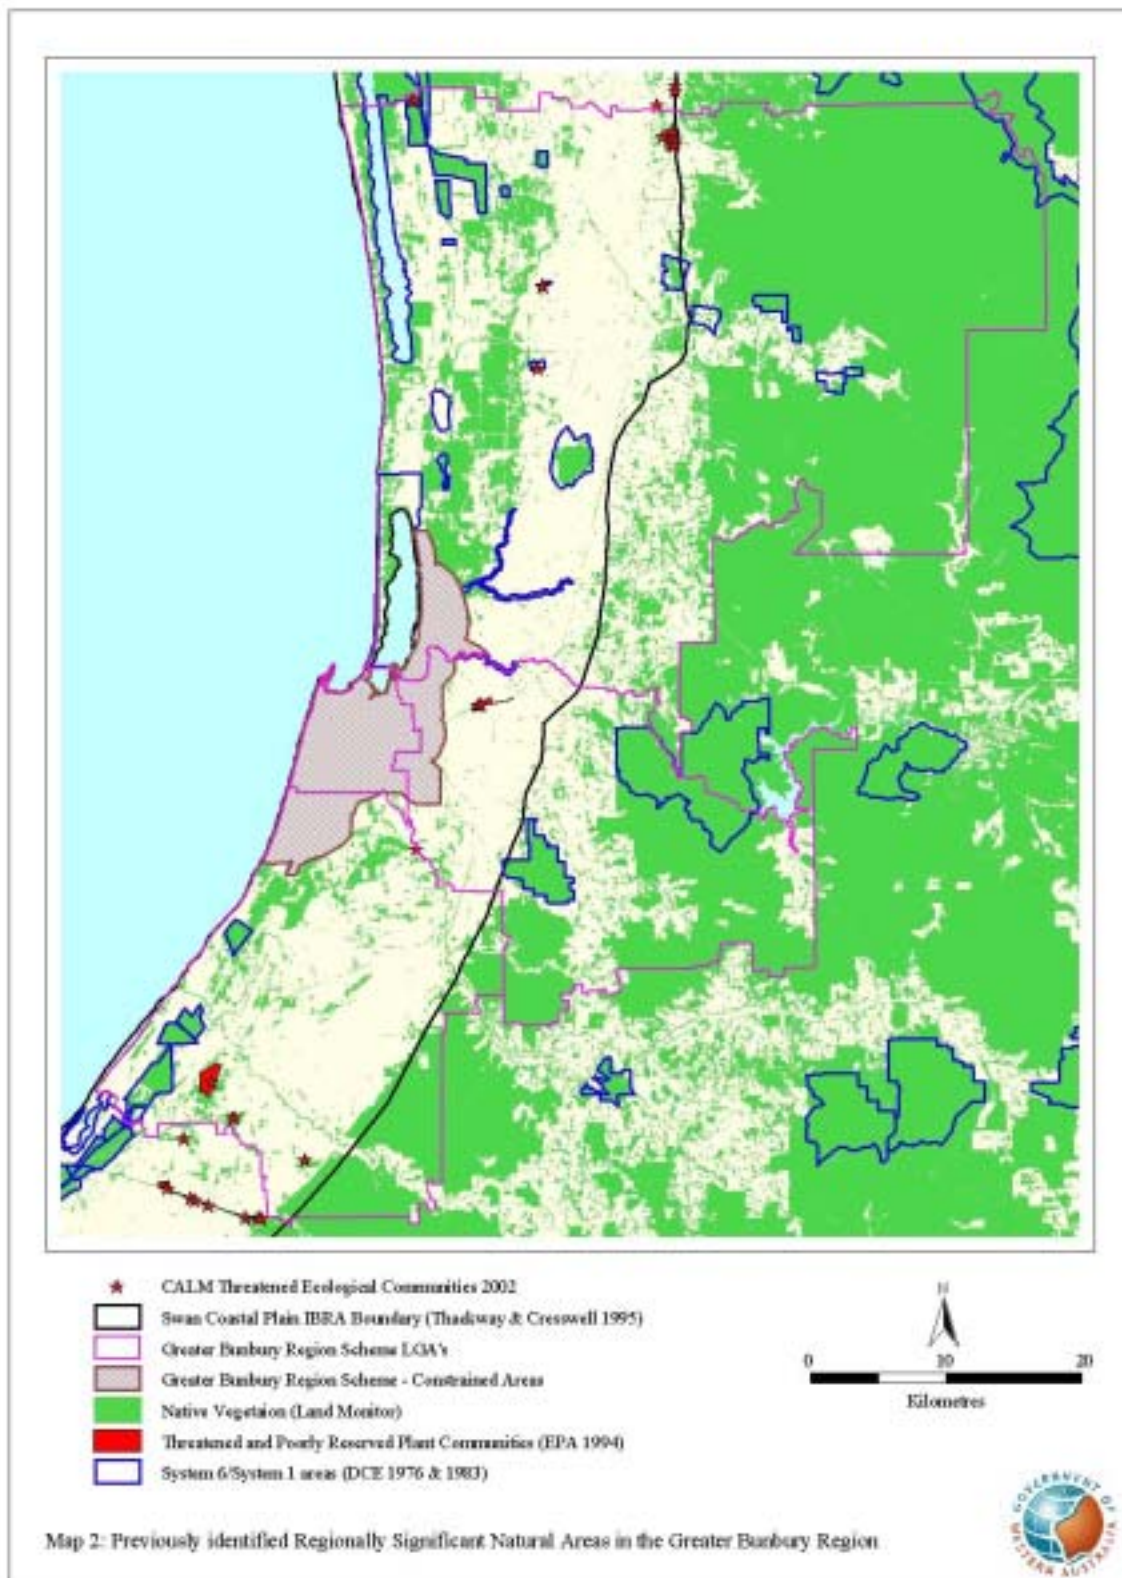 CALM Threatened Ecological Communities 2002
Swan Coastal Plain IBRA Boundary (Thackway & Cresswell 1995)
Greater Bunbury Region Scheme LGA's
Greater Bunbury Region Scheme - Constrained Areas
Native Vegetaion (Land Monitor)
Threatened and Poorly Reserved Plant Communities (EPA 1994)
System 6/System 1 areas (DCE 1976 & 1983)
N
0 10 20
Kilometres
Map 2: Previously identified Regionally Significant Natural Areas in the Greater Bunbury Region
GOVERNMENT OF
WESTERN AUSTRALIA